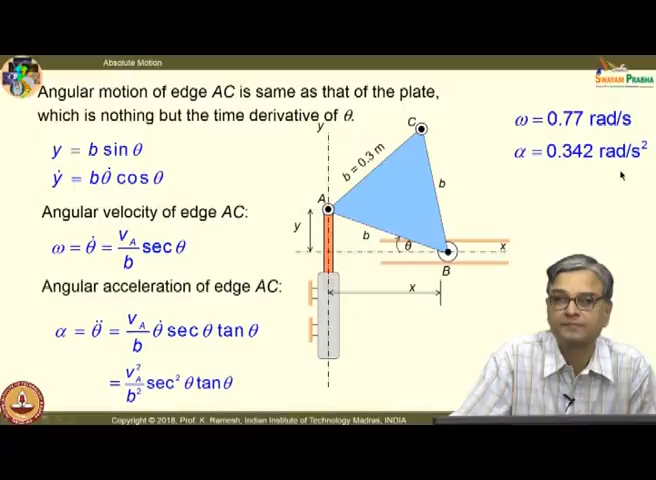 Absolute Motion
SWAYAM PRABHA
Angular motion of edge AC is same as that of the plate,
which is nothing but the time derivative of θ.
y = b sin θ
ẏ = bθ̇ cos θ
Angular velocity of edge AC:
ω = θ̇ = v_A/b sec θ
Angular acceleration of edge AC:
α = θ̈ = v_A/b θ̇ sec θ tan θ
= v_A²/b² sec² θ tan θ
y
C
b = 0.3 m
A
b
y
b
θ
x
B
x
ω = 0.77 rad/s
α = 0.342 rad/s²
Copyright © 2018, Prof. K. Ramesh, Indian Institute of Technology Madras, INDIA